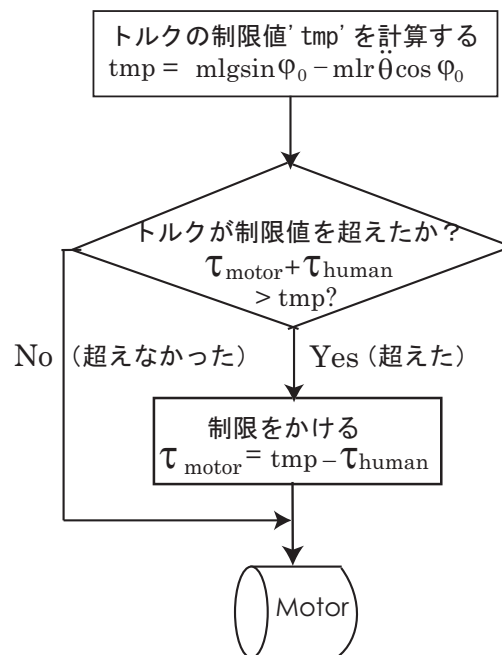 トルクの制限値'tmp'を計算する
tmp = mlgsinφ₀−mlrθ̈cosφ₀
トルクが制限値を超えたか？
τmotor+τhuman
> tmp?
No（超えなかった）
Yes（超えた）
制限をかける
τmotor= tmp−τhuman
Motor